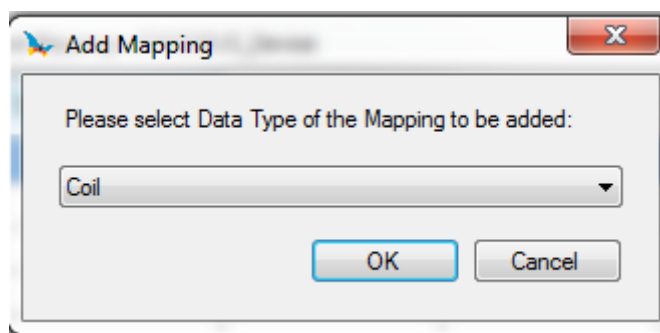 Add Mapping
Please select Data Type of the Mapping to be added:
Coil
OK
Cancel